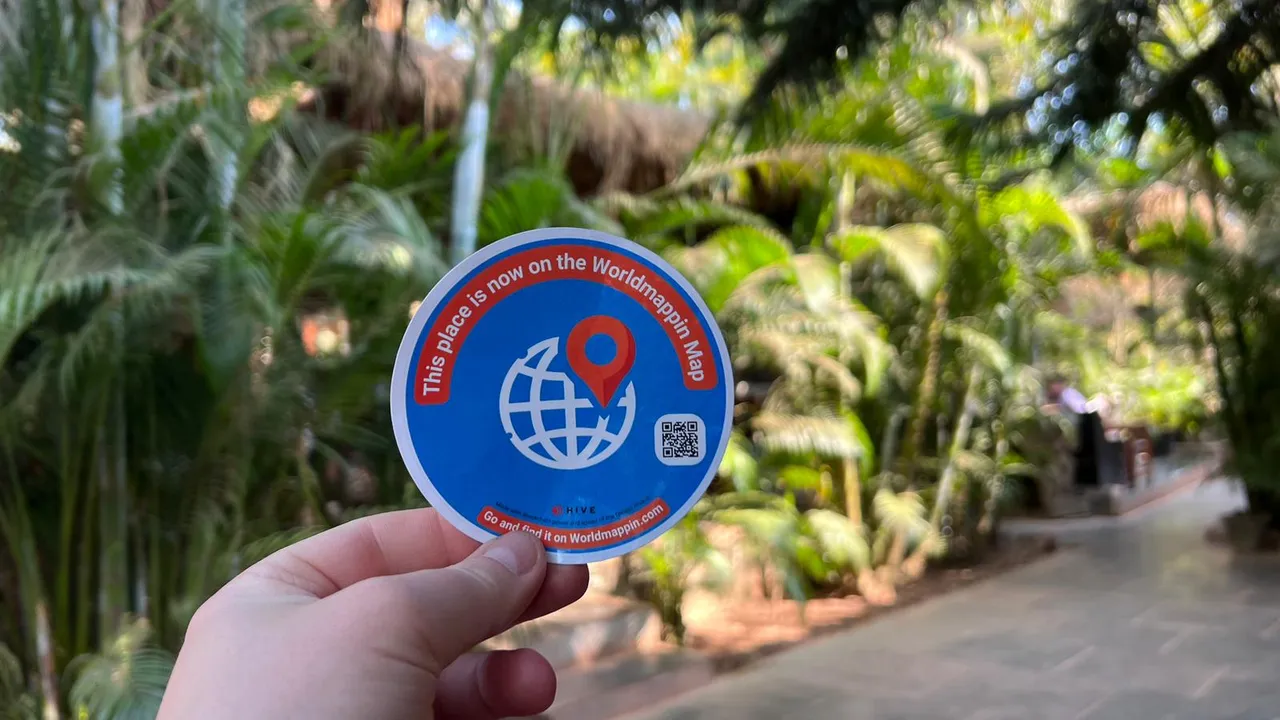 This place is now on the Worldmappin Map
HIVE
Go and find it on Worldmappin.com